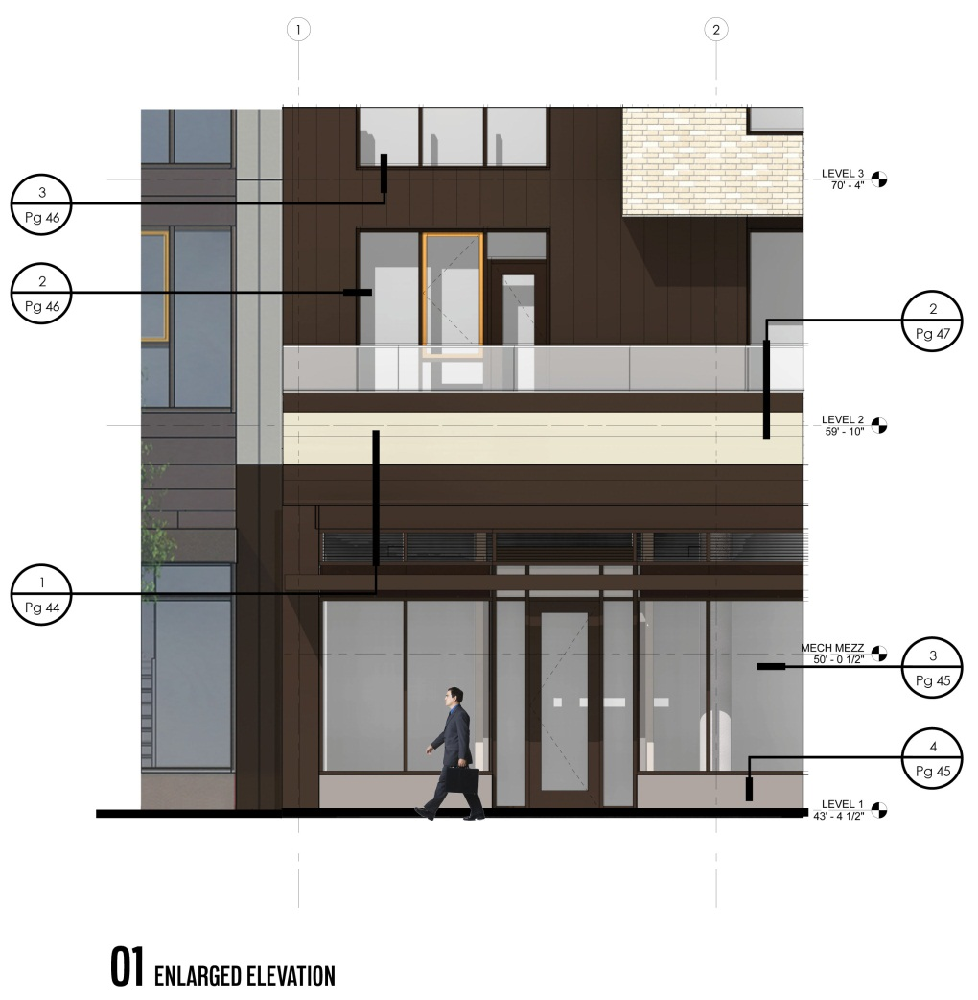 1
2
LEVEL 3
70' - 4"
3
Pg 46
2
Pg 46
2
Pg 47
LEVEL 2
59' - 10"
1
Pg 44
MECH MEZZ
50' - 0 1/2"
3
Pg 45
4
Pg 45
LEVEL 1
43' - 4 1/2"
01 ENLARGED ELEVATION